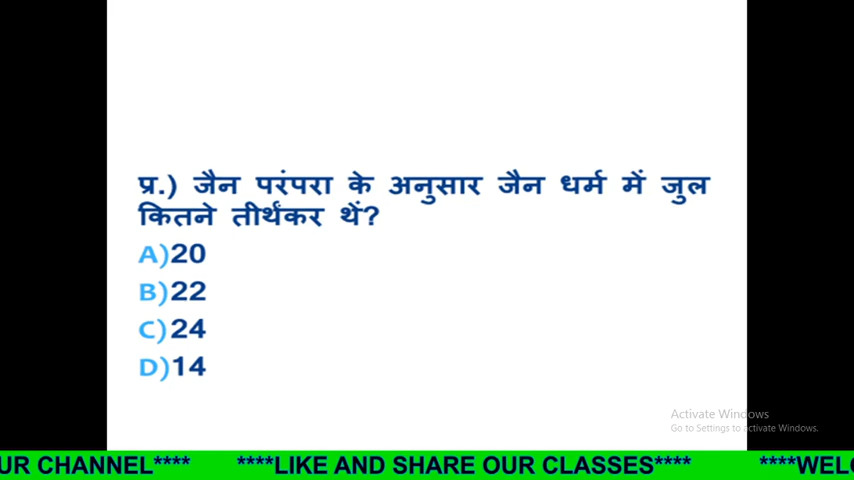 प्र.) जैन परंपरा के अनुसार जैन धर्म में जुल
कितने तीर्थंकर थें?
A)20
B)22
C)24
D)14
Activate Windows
Go to Settings to activate Windows.
UR CHANNEL**** ****LIKE AND SHARE OUR CLASSES**** ****WELC